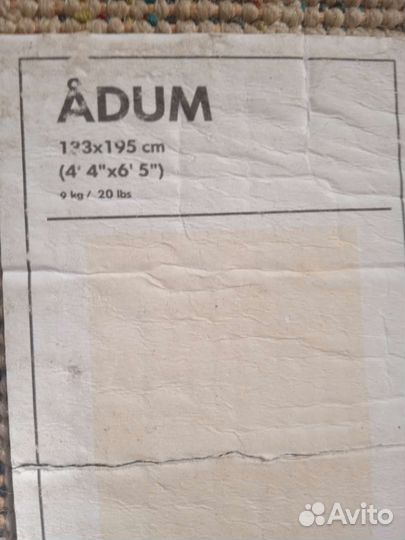 ÅDUM
133x195 cm
(4' 4"x6' 5")
9 kg / 20 lbs
Avito